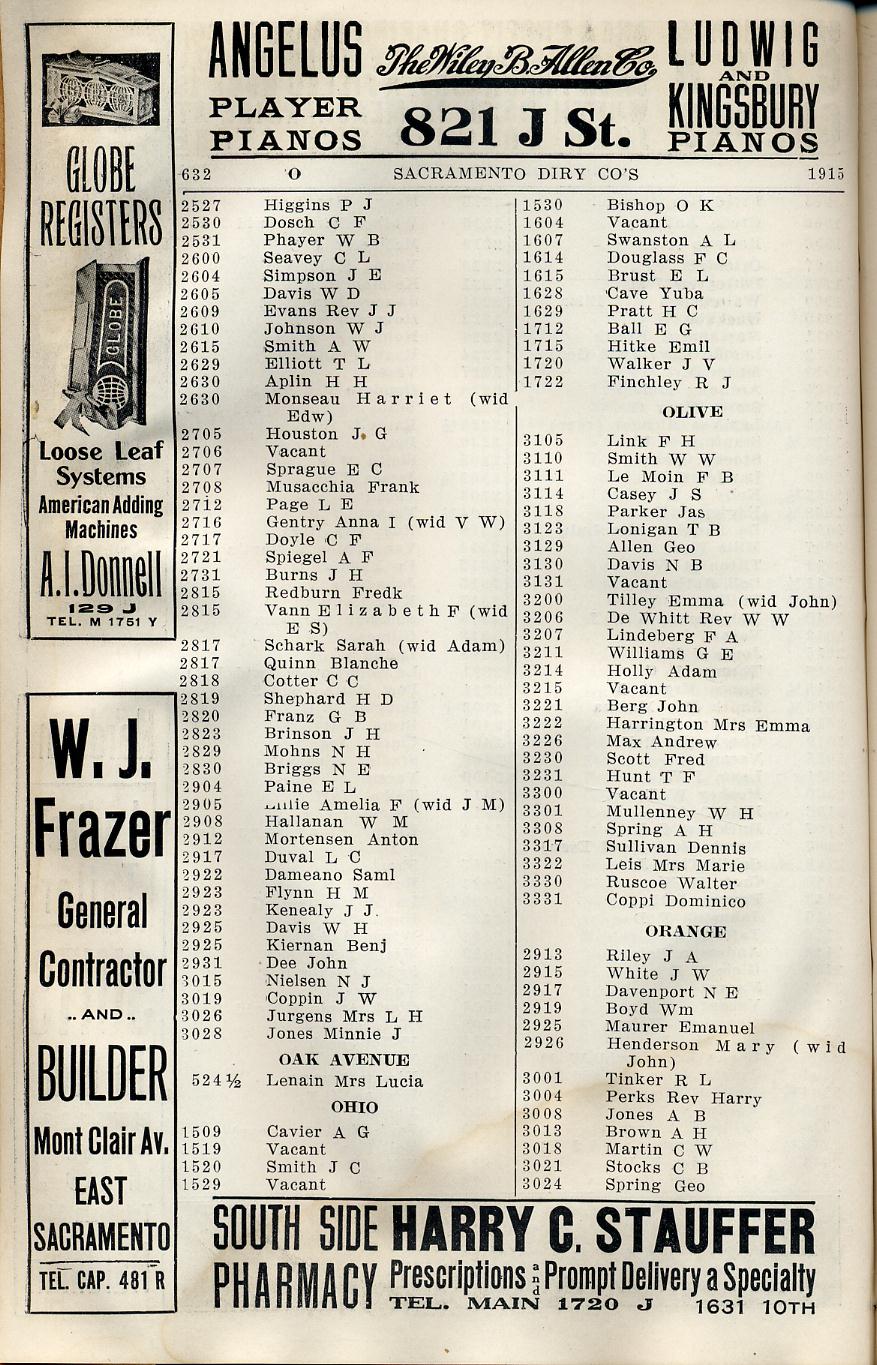 ANGELUS
PLAYER
PIANOS
The Wiley B. Allen Co.
821 J St.
LUDWIG
AND
KINGSBURY
PIANOS
632 O SACRAMENTO DIRY CO'S 1915
GLOBE
REGISTERS
GLOBE
Loose Leaf
Systems
American Adding
Machines
A. I. Donnell
129 J
TEL. M 1751 Y
W. J.
Frazer
General
Contractor
.. AND ..
BUILDER
Mont Clair Av.
EAST
SACRAMENTO
TEL. CAP. 481 R
2527 Higgins P J
2530 Dosch C F
2531 Phayer W B
2600 Seavey C L
2604 Simpson J E
2605 Davis W D
2609 Evans Rev J J
2610 Johnson W J
2615 Smith A W
2629 Elliott T L
2630 Aplin H H
2630 Monseau Harriet (wid
Edw)
2705 Houston J. G
2706 Vacant
2707 Sprague E C
2708 Musacchia Frank
2712 Page L E
2716 Gentry Anna I (wid V W)
2717 Doyle C F
2721 Spiegel A F
2731 Burns J H
2815 Redburn Fredk
2815 Vann Elizabeth F (wid
E S)
2817 Schark Sarah (wid Adam)
2817 Quinn Blanche
2818 Cotter C C
2819 Shephard H D
2820 Franz G B
2823 Brinson J H
2829 Mohns N H
2830 Briggs N E
2904 Paine E L
2905 Amelia F (wid J M)
2908 Hallanan W M
2912 Mortensen Anton
2917 Duval L C
2922 Dameano Saml
2923 Flynn H M
2923 Kenealy J J.
2925 Davis W H
2925 Kiernan Benj
2931 Dee John
3015 Nielsen N J
3019 Coppin J W
3026 Jurgens Mrs L H
3028 Jones Minnie J
OAK AVENUE
524½ Lenain Mrs Lucia
OHIO
1509 Cavier A G
1519 Vacant
1520 Smith J C
1529 Vacant
1530 Bishop O K
1604 Vacant
1607 Swanston A L
1614 Douglass F C
1615 Brust E L
1628 Cave Yuba
1629 Pratt H C
1712 Ball E G
1715 Hitke Emil
1720 Walker J V
1722 Finchley R J
OLIVE
3105 Link F H
3110 Smith W W
3111 Le Moin F B
3114 Casey J S
3118 Parker Jas
3123 Lonigan T B
3129 Allen Geo
3130 Davis N B
3131 Vacant
3200 Tilley Emma (wid John)
3206 De Whitt Rev W W
3207 Lindeberg F A
3211 Williams G E
3214 Holly Adam
3215 Vacant
3221 Berg John
3222 Harrington Mrs Emma
3226 Max Andrew
3230 Scott Fred
3231 Hunt T F
3300 Vacant
3301 Mullenney W H
3308 Spring A H
3317 Sullivan Dennis
3322 Leis Mrs Marie
3330 Ruscoe Walter
3331 Coppi Dominico
ORANGE
2913 Riley J A
2915 White J W
2917 Davenport N E
2919 Boyd Wm
2925 Maurer Emanuel
2926 Henderson Mary (wid
John)
3001 Tinker R L
3004 Perks Rev Harry
3008 Jones A B
3013 Brown A H
3018 Martin C W
3021 Stocks C B
3024 Spring Geo
SOUTH SIDE
PHARMACY
HARRY C. STAUFFER
Prescriptions and Prompt Delivery a Specialty
TEL. MAIN 1720 J 1631 10TH